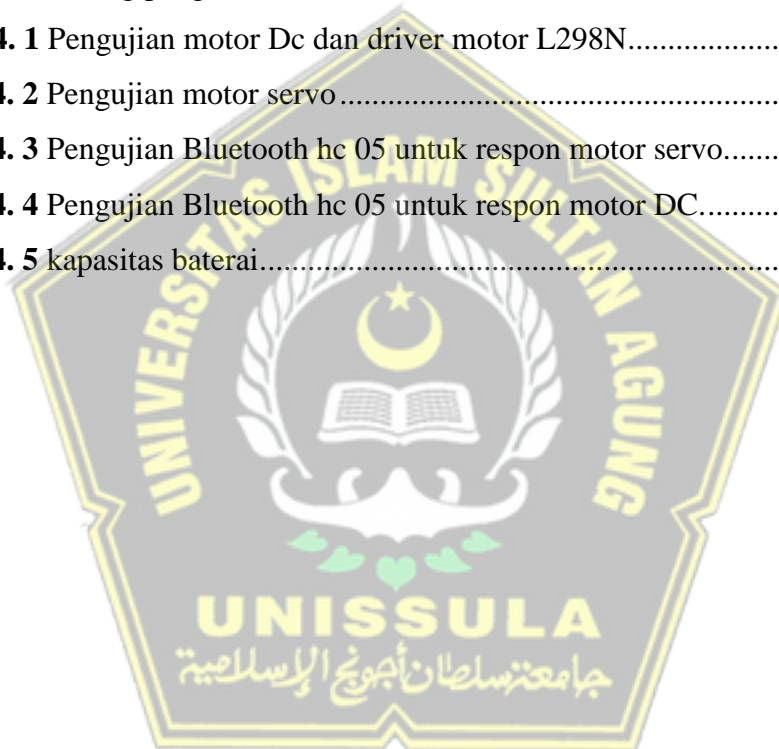 4. 1 Pengujian motor Dc dan driver motor L298N....................
4. 2 Pengujian motor servo....................................................................
4. 3 Pengujian Bluetooth hc 05 untuk respon motor servo.......
4. 4 Pengujian Bluetooth hc 05 untuk respon motor DC...........
4. 5 kapasitas baterai...............................................................................
UNIVERSITAS ISLAM SULTAN AGUNG
UNISSULA
جامعة سلطان أجونج الإسلامية